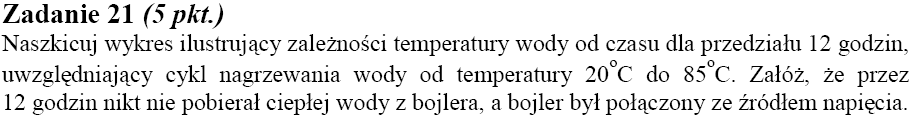 Zadanie 21 (5 pkt.)
Naszkicuj wykres ilustrujący zależności temperatury wody od czasu dla przedziału 12 godzin,
uwzględniający cykl nagrzewania wody od temperatury 20°C do 85°C. Załóż, że przez
12 godzin nikt nie pobierał ciepłej wody z bojlera, a bojler był połączony ze źródłem napięcia.